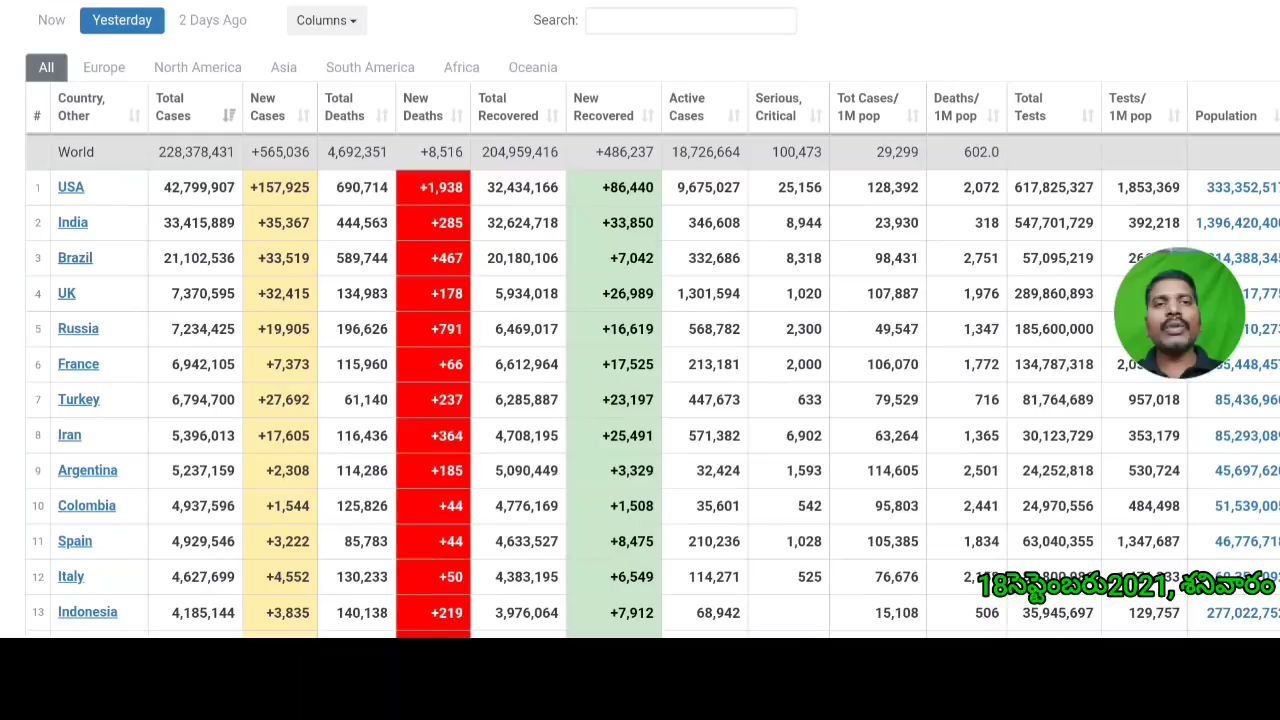 Now Yesterday 2 Days Ago Columns Search:
All Europe North America Asia South America Africa Oceania
# Country, Other Total Cases New Cases Total Deaths New Deaths Total Recovered New Recovered Active Cases Serious, Critical Tot Cases/ 1M pop Deaths/ 1M pop Total Tests Tests/ 1M pop Population
World 228,378,431 +565,036 4,692,351 +8,516 204,959,416 +486,237 18,726,664 100,473 29,299 602.0
1 USA 42,799,907 +157,925 690,714 +1,938 32,434,166 +86,440 9,675,027 25,156 128,392 2,072 617,825,327 1,853,369 333,352,51
2 India 33,415,889 +35,367 444,563 +285 32,624,718 +33,850 346,608 8,944 23,930 318 547,701,729 392,218 1,396,420,40
3 Brazil 21,102,536 +33,519 589,744 +467 20,180,106 +7,042 332,686 8,318 98,431 2,751 57,095,219
4 UK 7,370,595 +32,415 134,983 +178 5,934,018 +26,989 1,301,594 1,020 107,887 1,976 289,860,893
5 Russia 7,234,425 +19,905 196,626 +791 6,469,017 +16,619 568,782 2,300 49,547 1,347 185,600,000
6 France 6,942,105 +7,373 115,960 +66 6,612,964 +17,525 213,181 2,000 106,070 1,772 134,787,318
7 Turkey 6,794,700 +27,692 61,140 +237 6,285,887 +23,197 447,673 633 79,529 716 81,764,689 957,018 85,436,96
8 Iran 5,396,013 +17,605 116,436 +364 4,708,195 +25,491 571,382 6,902 63,264 1,365 30,123,729 353,179 85,293,08
9 Argentina 5,237,159 +2,308 114,286 +185 5,090,449 +3,329 32,424 1,593 114,605 2,501 24,252,818 530,724 45,697,62
10 Colombia 4,937,596 +1,544 125,826 +44 4,776,169 +1,508 35,601 542 95,803 2,441 24,970,556 484,498 51,539,00
11 Spain 4,929,546 +3,222 85,783 +44 4,633,527 +8,475 210,236 1,028 105,385 1,834 63,040,355 1,347,687 46,776,71
12 Italy 4,627,699 +4,552 130,233 +50 4,383,195 +6,549 114,271 525 76,676
18సెప్టెంబరు2021, శనివారం
13 Indonesia 4,185,144 +3,835 140,138 +219 3,976,064 +7,912 68,942 15,108 506 35,945,697 129,757 277,022,75